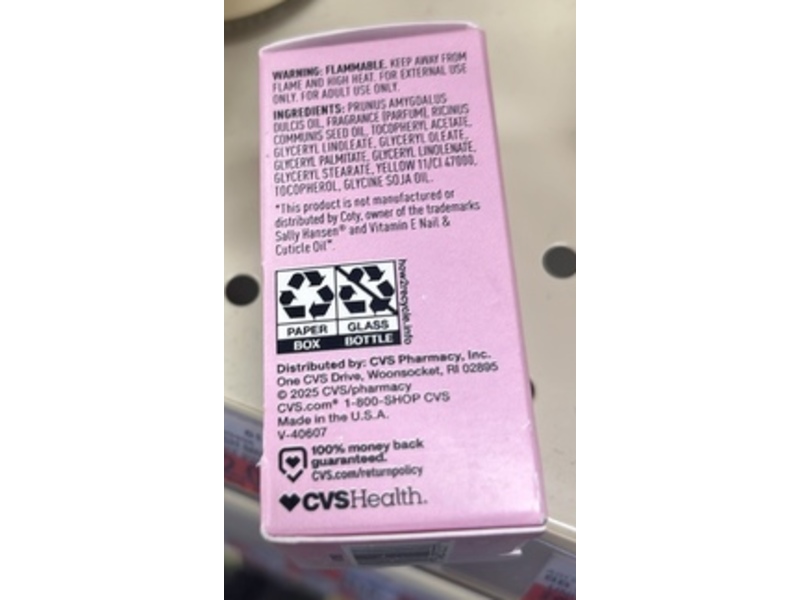 WARNING: FLAMMABLE. KEEP AWAY FROM
FLAME AND HIGH HEAT. FOR EXTERNAL USE
ONLY. FOR ADULT USE ONLY.
INGREDIENTS: PRUNUS AMYGDALUS
DULCIS OIL, FRAGRANCE (PARFUM), RICINUS
COMMUNIS SEED OIL, TOCOPHERYL ACETATE,
GLYCERYL LINOLEATE, GLYCERYL OLEATE,
GLYCERYL PALMITATE, GLYCERYL LINOLENATE,
GLYCERYL STEARATE, YELLOW 11/CI 47000,
TOCOPHEROL, GLYCINE SOJA OIL.
*This product is not manufactured or
distributed by Coty, owner of the trademarks
Sally Hansen® and Vitamin E Nail &
Cuticle Oil™.
PAPER
BOX
GLASS
BOTTLE
how2recycle.info
Distributed by: CVS Pharmacy, Inc.
One CVS Drive, Woonsocket, RI 02895
© 2025 CVS/pharmacy
CVS.com® 1-800-SHOP CVS
Made in the U.S.A.
V-40607
100% money back
guaranteed.
CVS.com/returnpolicy
CVSHealth.